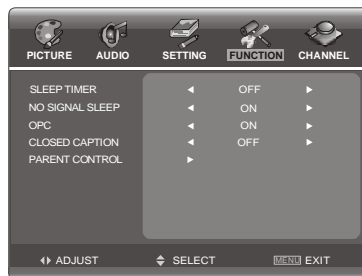 PICTURE AUDIO SETTING FUNCTION CHANNEL
SLEEP TIMER OFF
NO SIGNAL SLEEP ON
OPC ON
CLOSED CAPTION OFF
PARENT CONTROL
ADJUST SELECT MENU EXIT